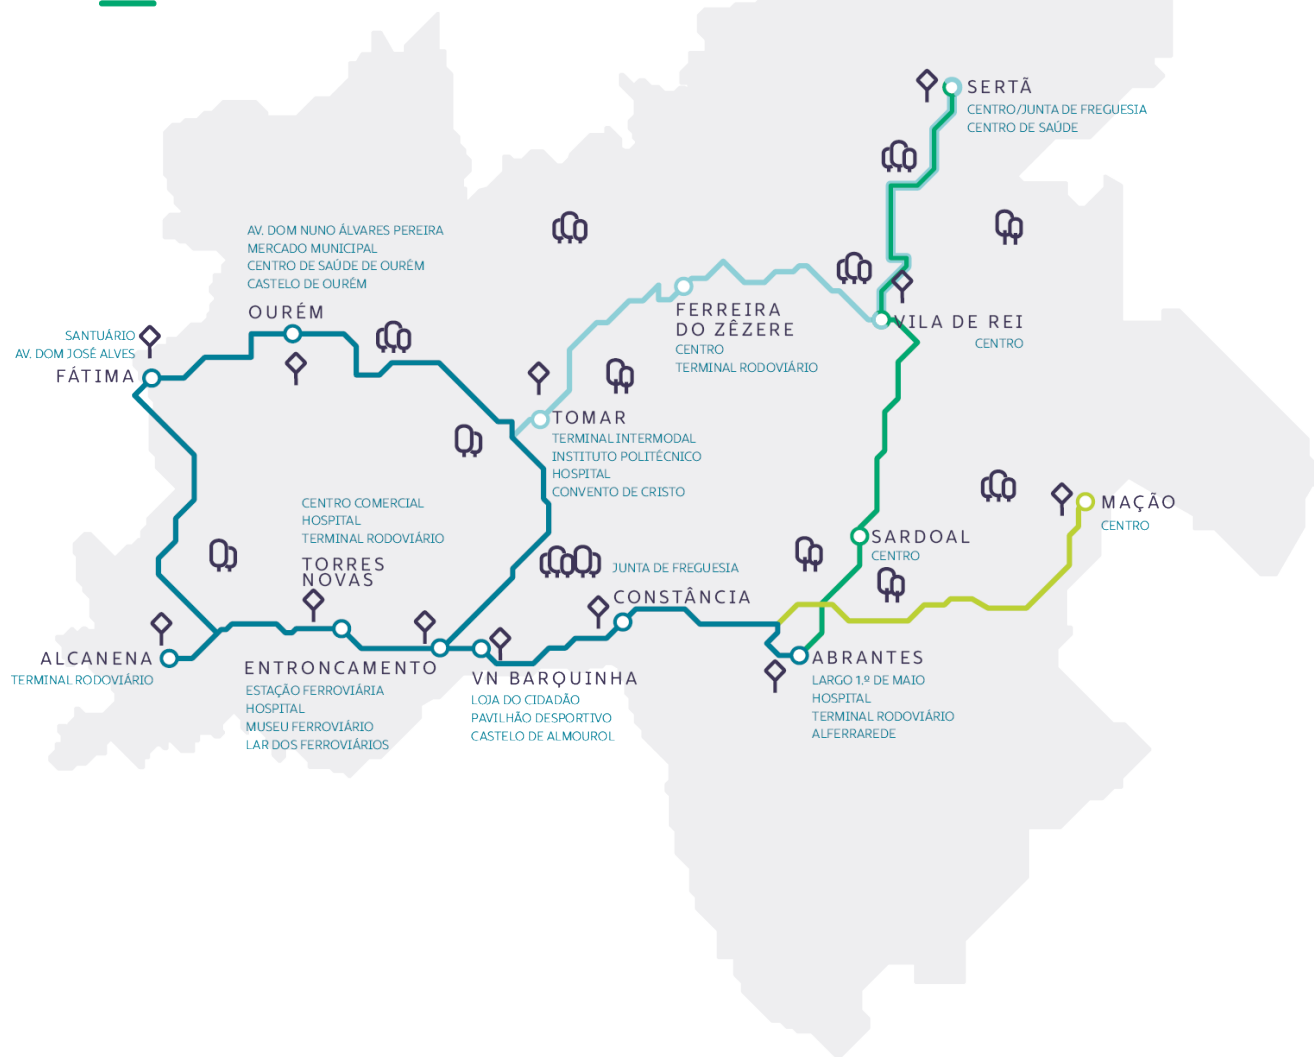 SERTÃ
CENTRO/JUNTA DE FREGUESIA
CENTRO DE SAÚDE
AV. DOM NUNO ÁLVARES PEREIRA
MERCADO MUNICIPAL
CENTRO DE SAÚDE DE OURÉM
CASTELO DE OURÉM
OURÉM
SANTUÁRIO
AV. DOM JOSÉ ALVES
FÁTIMA
FERREIRA
DO ZÊZERE
CENTRO
TERMINAL RODOVIÁRIO
VILA DE REI
CENTRO
TOMAR
TERMINAL INTERMODAL
INSTITUTO POLITÉCNICO
HOSPITAL
CONVENTO DE CRISTO
CENTRO COMERCIAL
HOSPITAL
TERMINAL RODOVIÁRIO
TORRES
NOVAS
MAÇÃO
CENTRO
SARDOAL
CENTRO
JUNTA DE FREGUESIA
CONSTÂNCIA
ALCANENA
TERMINAL RODOVIÁRIO
ENTRONCAMENTO
ESTAÇÃO FERROVIÁRIA
HOSPITAL
MUSEU FERROVIÁRIO
LAR DOS FERROVIÁRIOS
VN BARQUINHA
LOJA DO CIDADÃO
PAVILHÃO DESPORTIVO
CASTELO DE ALMOUROL
ABRANTES
LARGO 1.º DE MAIO
HOSPITAL
TERMINAL RODOVIÁRIO
ALFERRAREDE